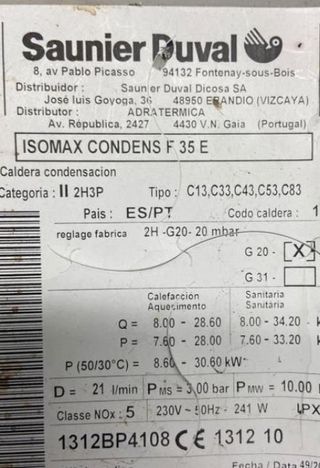 Saunier Duval
8, av Pablo Picasso 94132 Fontenay-sous-Bois
Distribuidor : Saunier Duval Dicosa SA
José luis Goyoga, 36 48950 ERANDIO (VIZCAYA)
Distributor : ADRATERMICA
Av. Républica, 2427 4430 V.N. Gaia (Portugal)
ISOMAX CONDENS F 35 E
Caldera condensacion
Categoria : II 2H3P Tipo : C13,C33,C43,C53,C83
Pais : ES/PT Codo caldera : 1
reglage fabrica 2H -G20- 20 mbar
G 20 - X
G 31 -
Calefaccion Sanitaria
Aquecimento Sanitária
Q = 8.00 - 28.60 8.00 - 34.20
P = 7.60 - 28.00 7.60 - 33.20
P (50/30°C) = 8.60 - 30.60 kW
D = 21 l/min PMS = 3.00 bar PMW = 10.00
Classe NOx : 5 230V ~ 50Hz - 241 W IPX
1312BP4108 CE 1312 10
Data 49/2